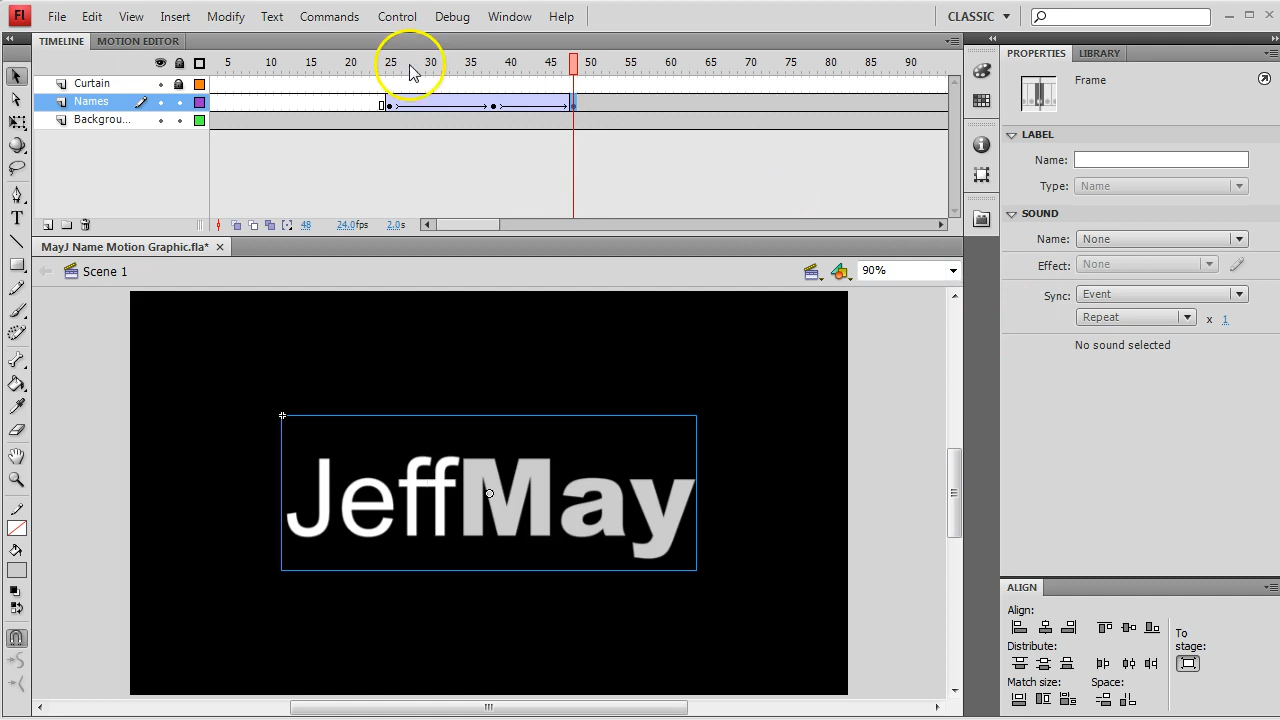 Fl File Edit View Insert Modify Text Commands Control Debug Window Help CLASSIC
TIMELINE MOTION EDITOR
5 10 15 20 25 30 35 40 45 50 55 60 65 70 75 80 85 90
Curtain
Names
Backgrou...
48 24.0fps 2.0s
MayJ Name Motion Graphic.fla*
Scene 1
90%
JeffMay
PROPERTIES LIBRARY
Frame
LABEL
Name:
Type: Name
SOUND
Name: None
Effect: None
Sync: Event
Repeat x 1
No sound selected
ALIGN
Align:
To
stage:
Distribute:
Match size: Space: